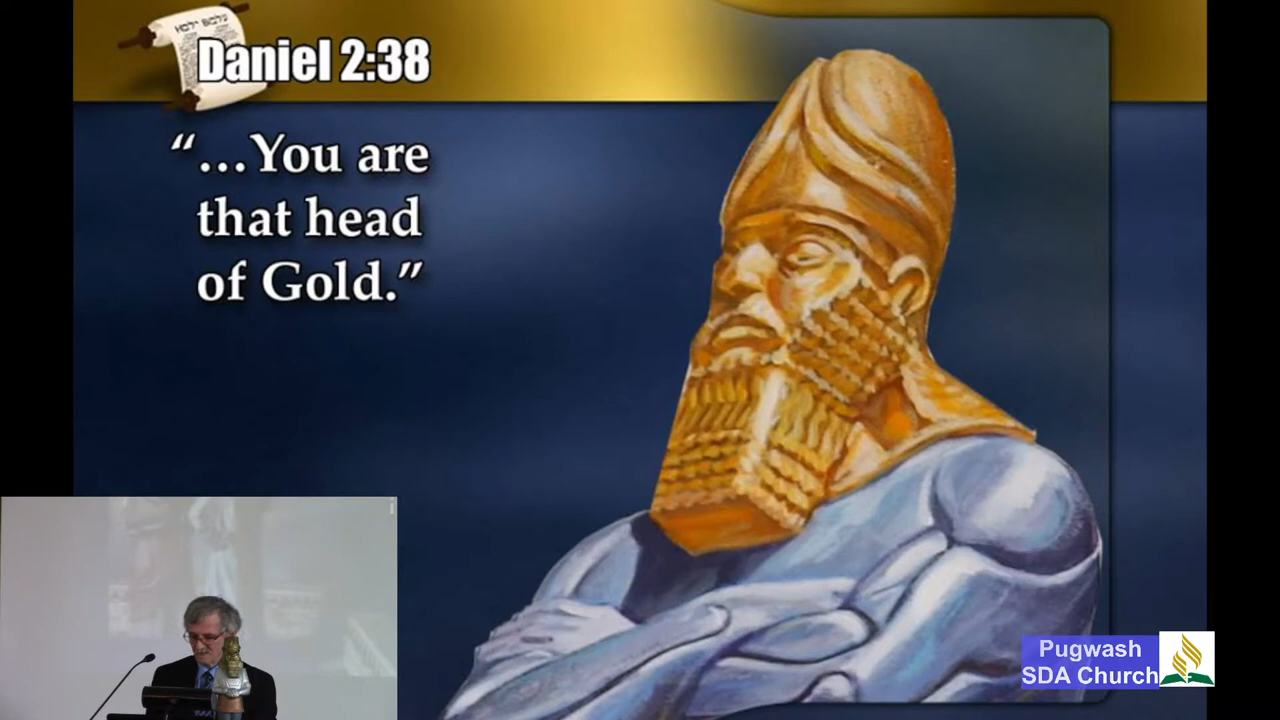 Daniel 2:38
“…You are
that head
of Gold.”
Pugwash
SDA Church